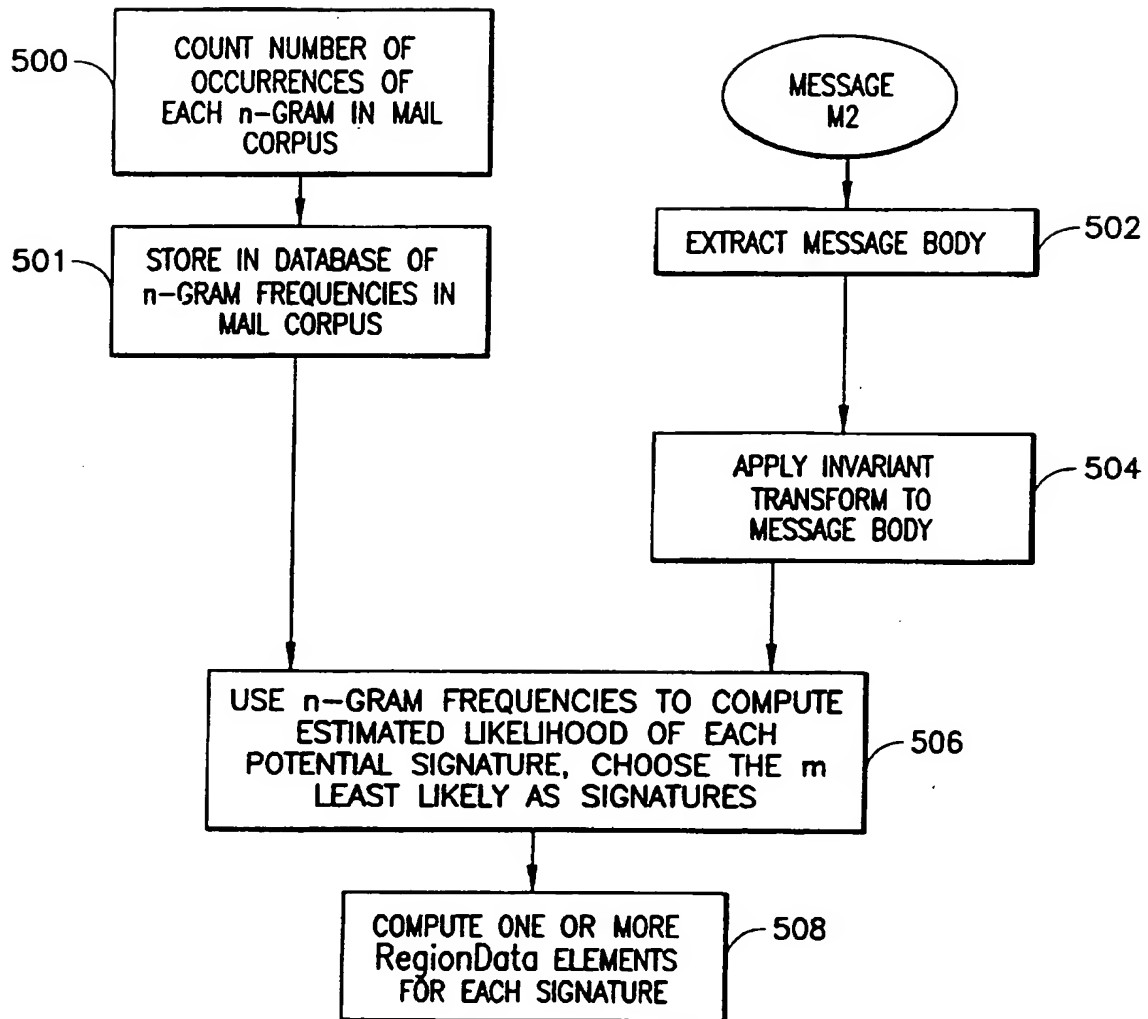 500
COUNT NUMBER OF
OCCURRENCES OF
EACH n-GRAM IN MAIL
CORPUS
MESSAGE
M2
501
STORE IN DATABASE OF
n-GRAM FREQUENCIES IN
MAIL CORPUS
EXTRACT MESSAGE BODY
502
APPLY INVARIANT
TRANSFORM TO
MESSAGE BODY
504
USE n-GRAM FREQUENCIES TO COMPUTE
ESTIMATED LIKELIHOOD OF EACH
POTENTIAL SIGNATURE, CHOOSE THE m
LEAST LIKELY AS SIGNATURES
506
COMPUTE ONE OR MORE
RegionData ELEMENTS
FOR EACH SIGNATURE
508